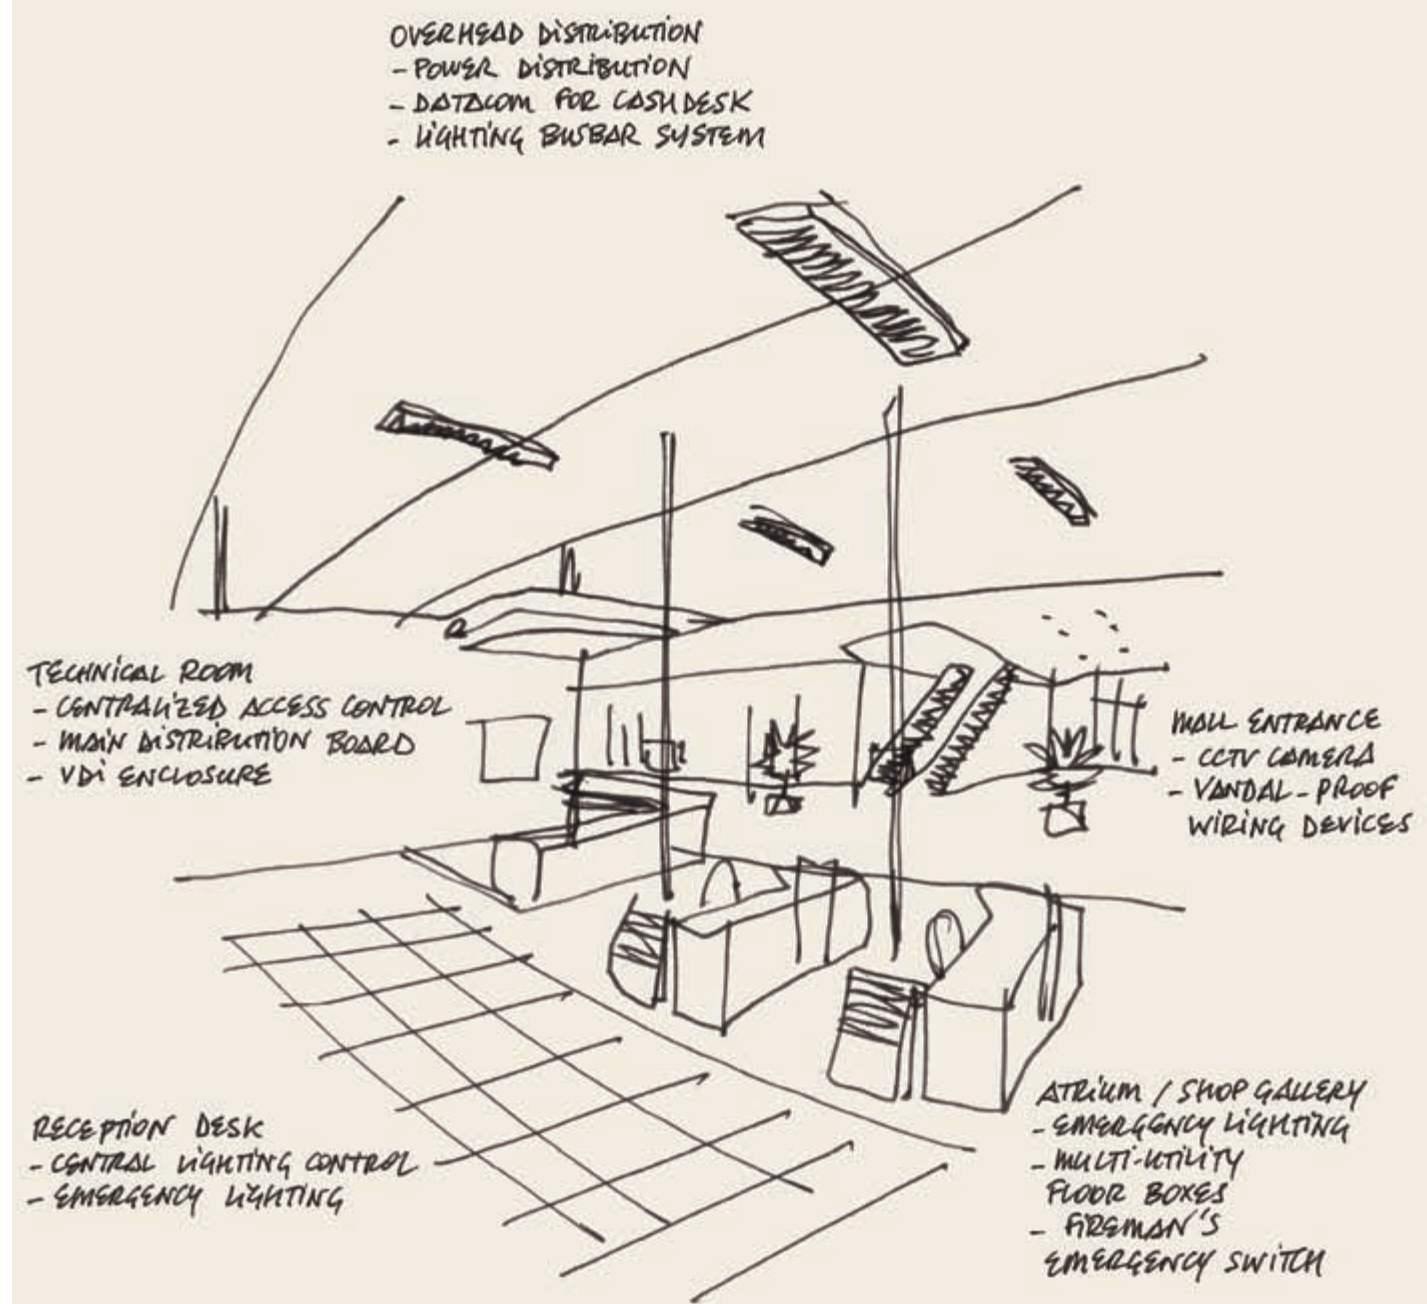 OVERHEAD DISTRIBUTION
- POWER DISTRIBUTION
- DATACOM FOR CASHDESK
- LIGHTING BUSBAR SYSTEM
TECHNICAL ROOM
- CENTRALIZED ACCESS CONTROL
- MAIN DISTRIBUTION BOARD
- VDI ENCLOSURE
MALL ENTRANCE
- CCTV CAMERA
- VANDAL-PROOF
WIRING DEVICES
RECEPTION DESK
- CENTRAL LIGHTING CONTROL
- EMERGENCY LIGHTING
ATRIUM / SHOP GALLERY
- EMERGENCY LIGHTING
- MULTI-UTILITY
FLOOR BOXES
- FIREMAN'S
EMERGENCY SWITCH